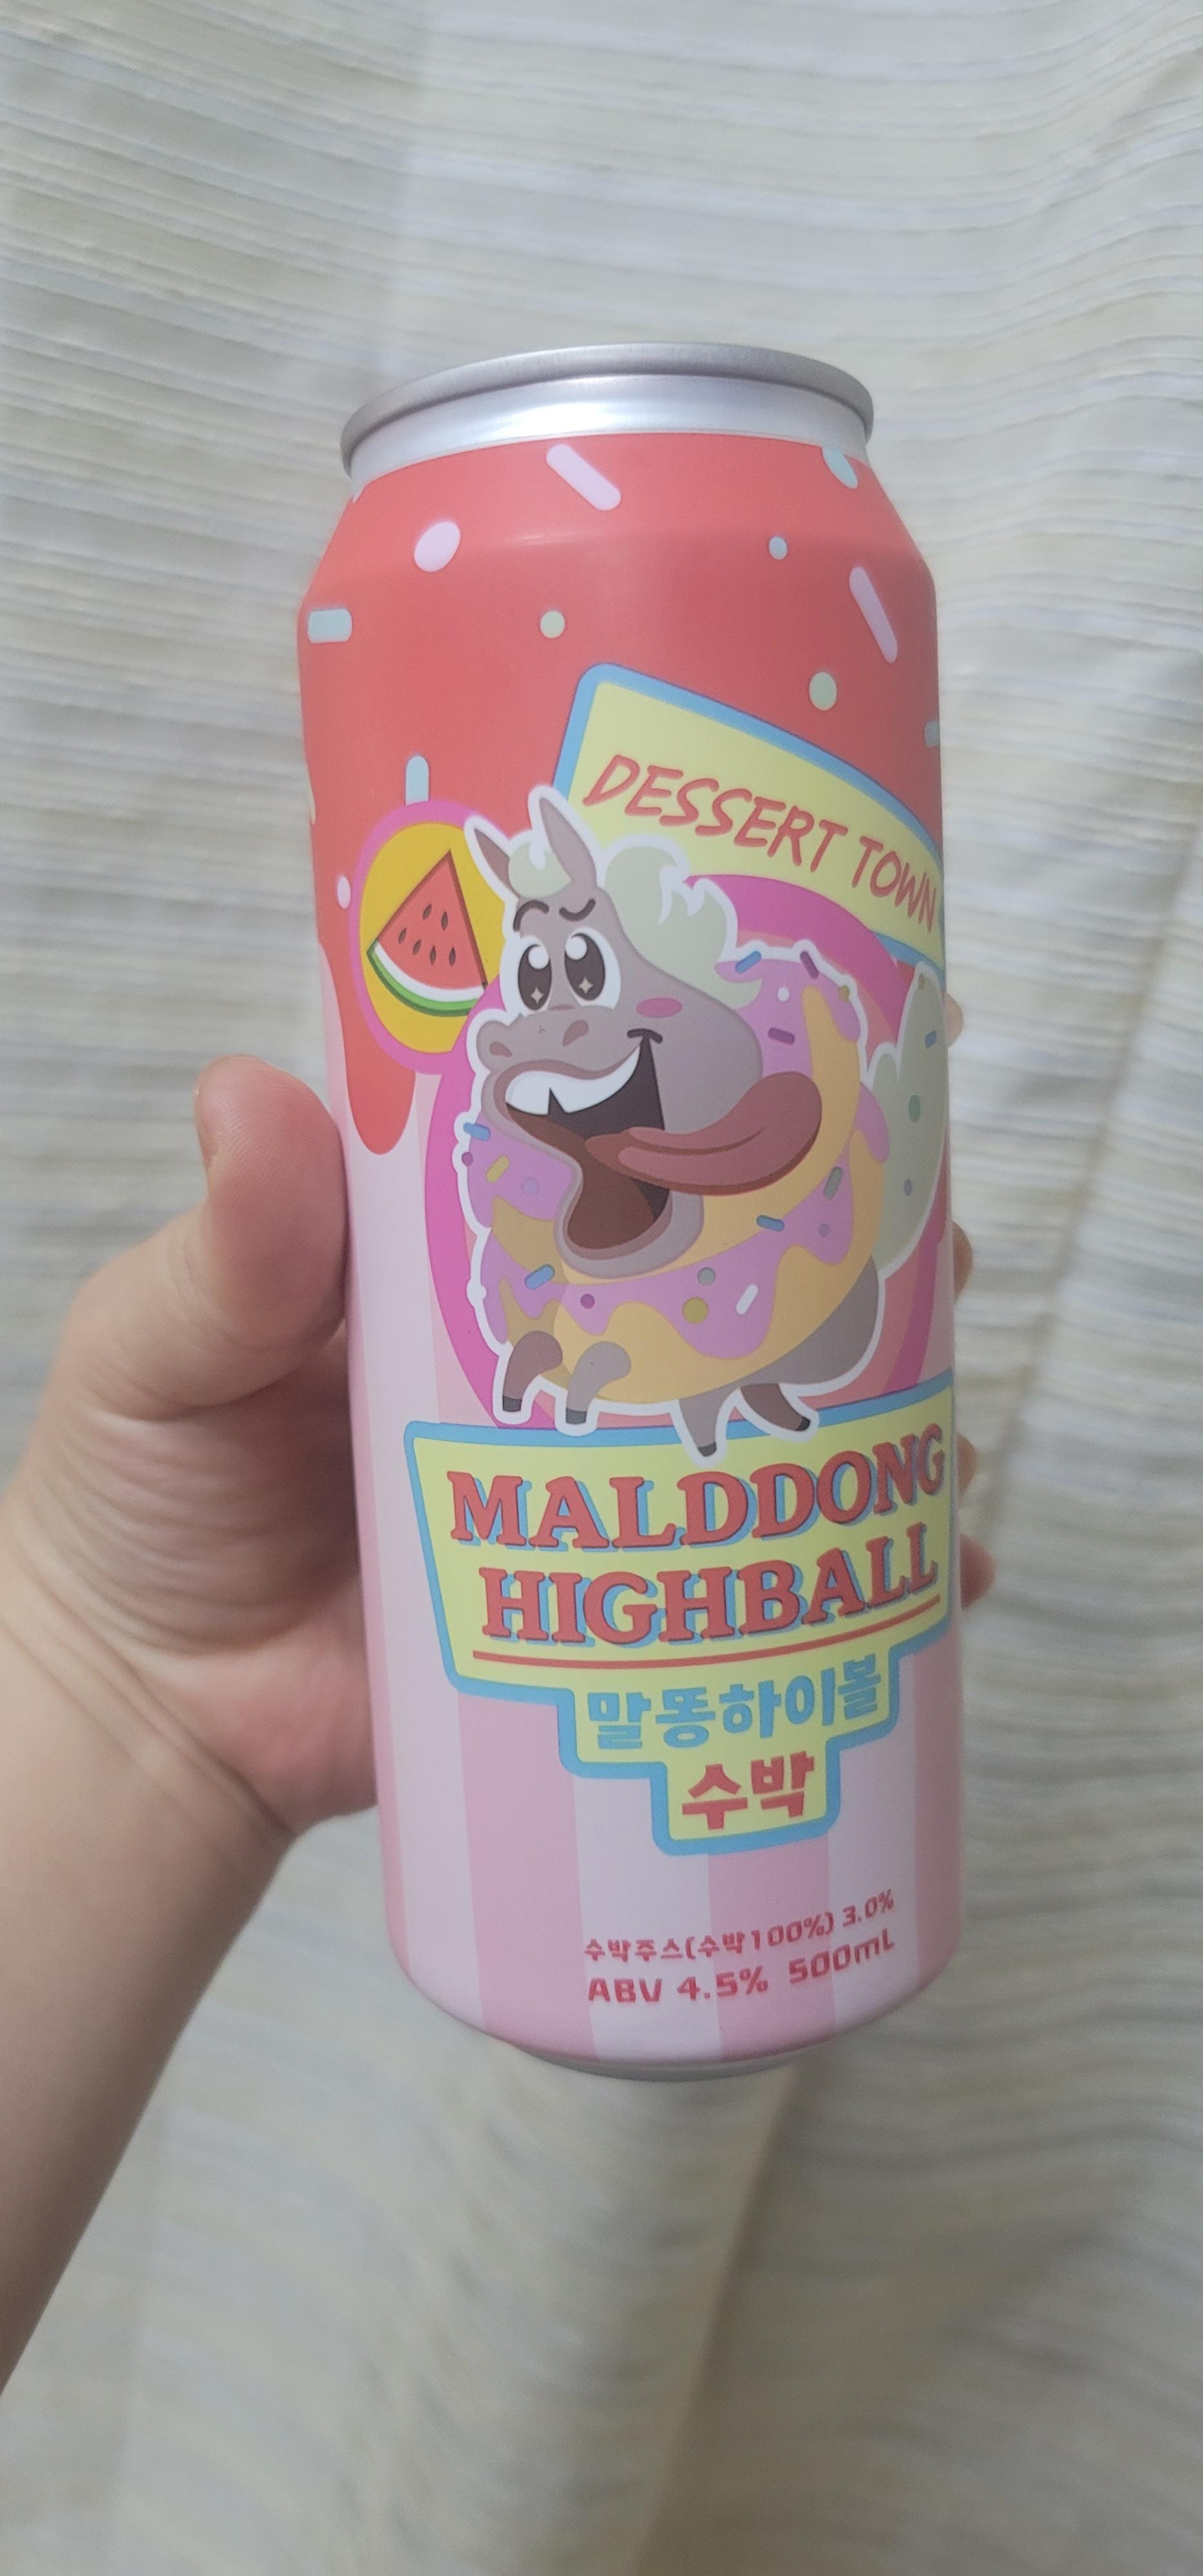 DESSERT TOWN
MALDDONG
HIGHBALL
말똥하이볼
수박
수박주스(수박100%) 3.0%
ABV 4.5% 500mL